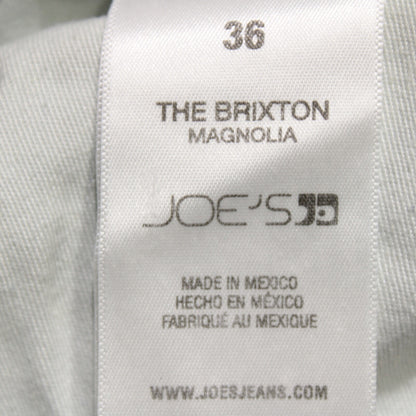 36
THE BRIXTON
MAGNOLIA
JOE'S
MADE IN MEXICO
HECHO EN MÉXICO
FABRIQUÉ AU MEXIQUE
WWW.JOESJEANS.COM